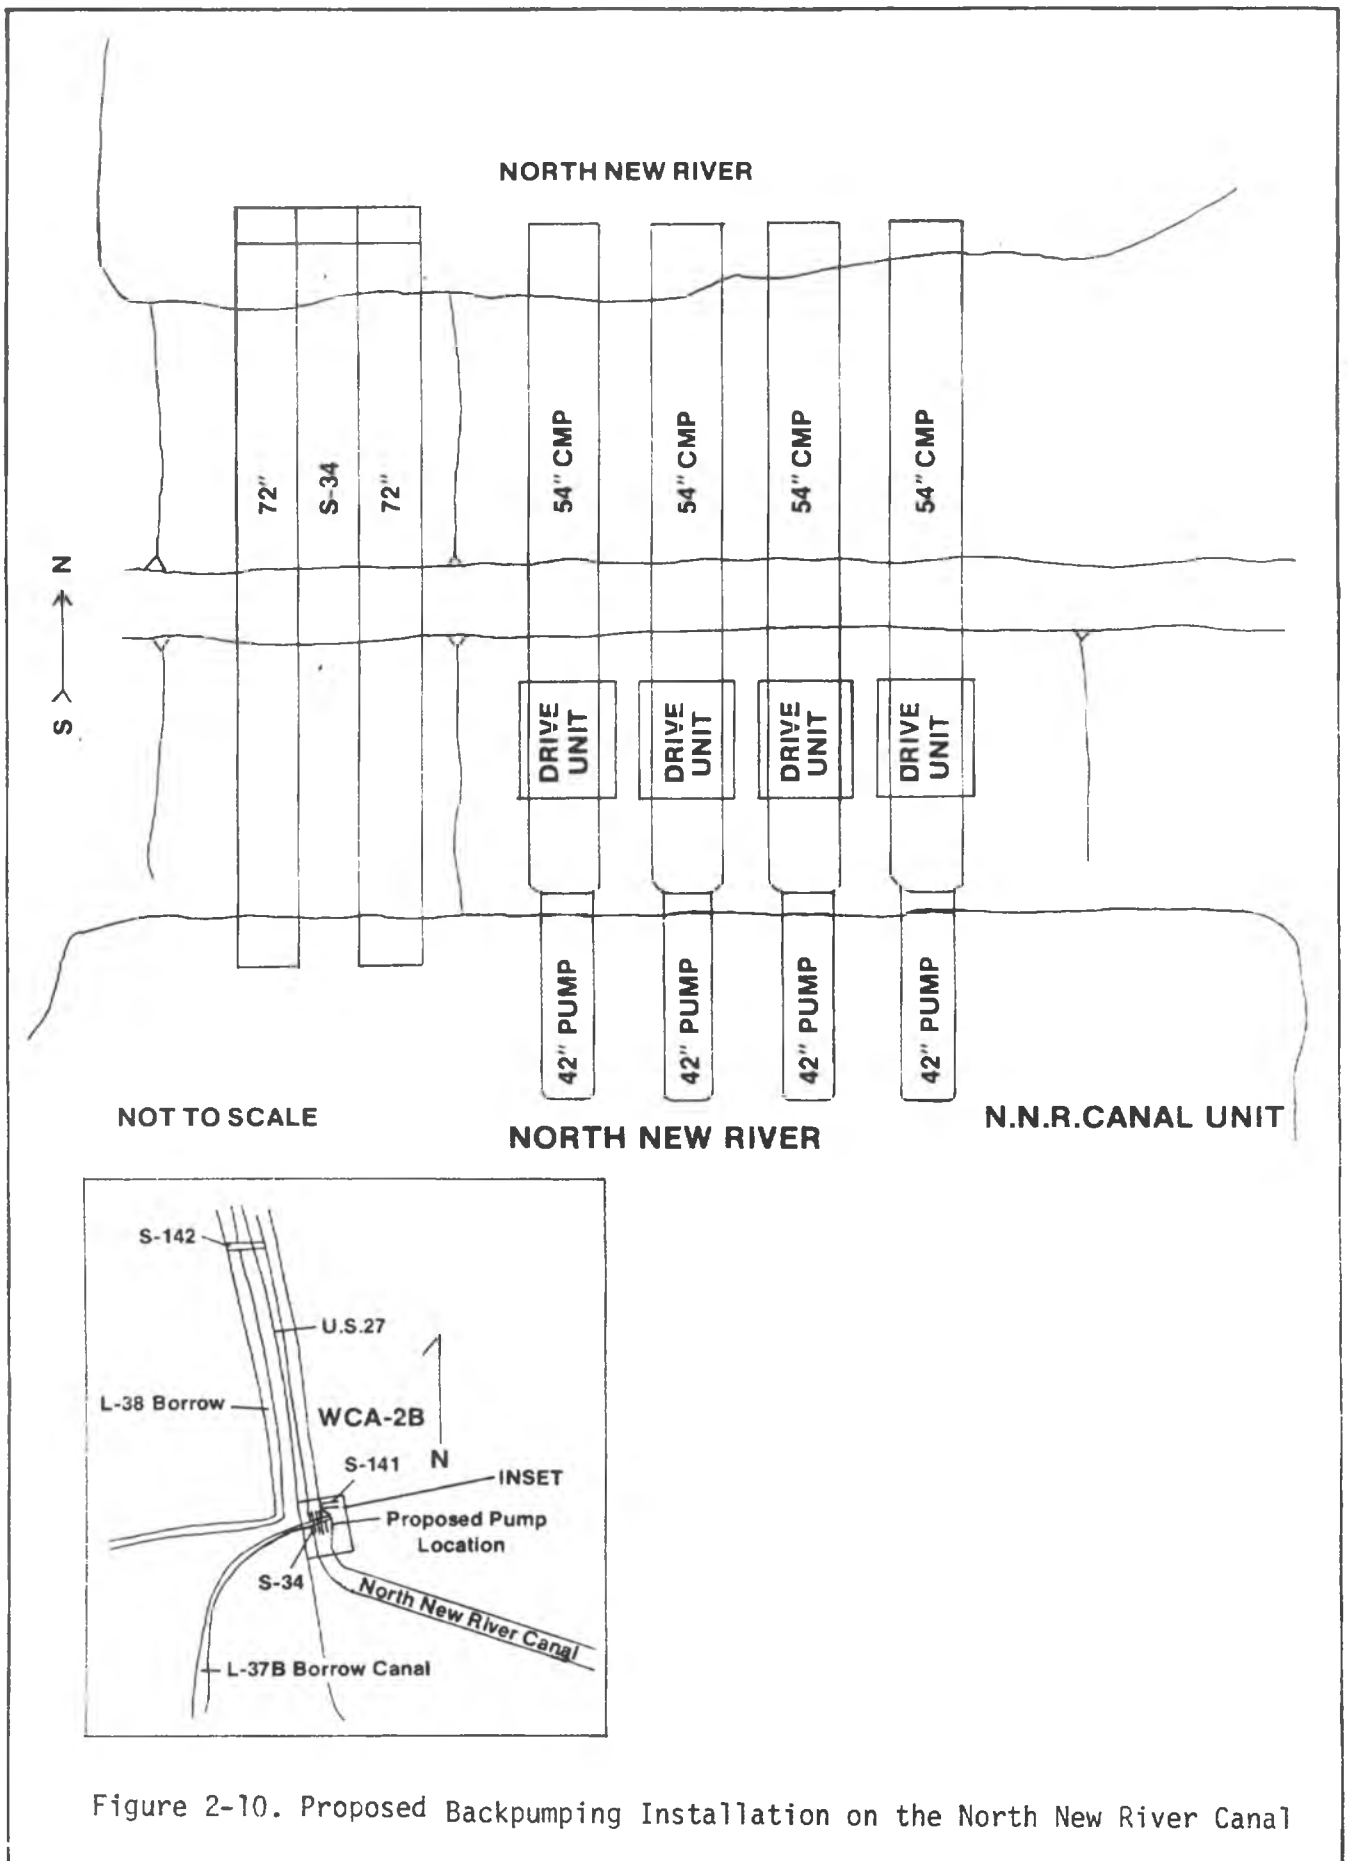 NORTH NEW RIVER
72"
S-34
72"
54" CMP
54" CMP
54" CMP
54" CMP
N
S
DRIVE
UNIT
DRIVE
UNIT
DRIVE
UNIT
DRIVE
UNIT
42" PUMP
42" PUMP
42" PUMP
42" PUMP
NOT TO SCALE
NORTH NEW RIVER
N.N.R.CANAL UNIT
S-142
U.S.27
L-38 Borrow
WCA-2B
N
S-141
INSET
Proposed Pump
Location
S-34
North New River Canal
L-37B Borrow Canal
Figure 2-10. Proposed Backpumping Installation on the North New River Canal